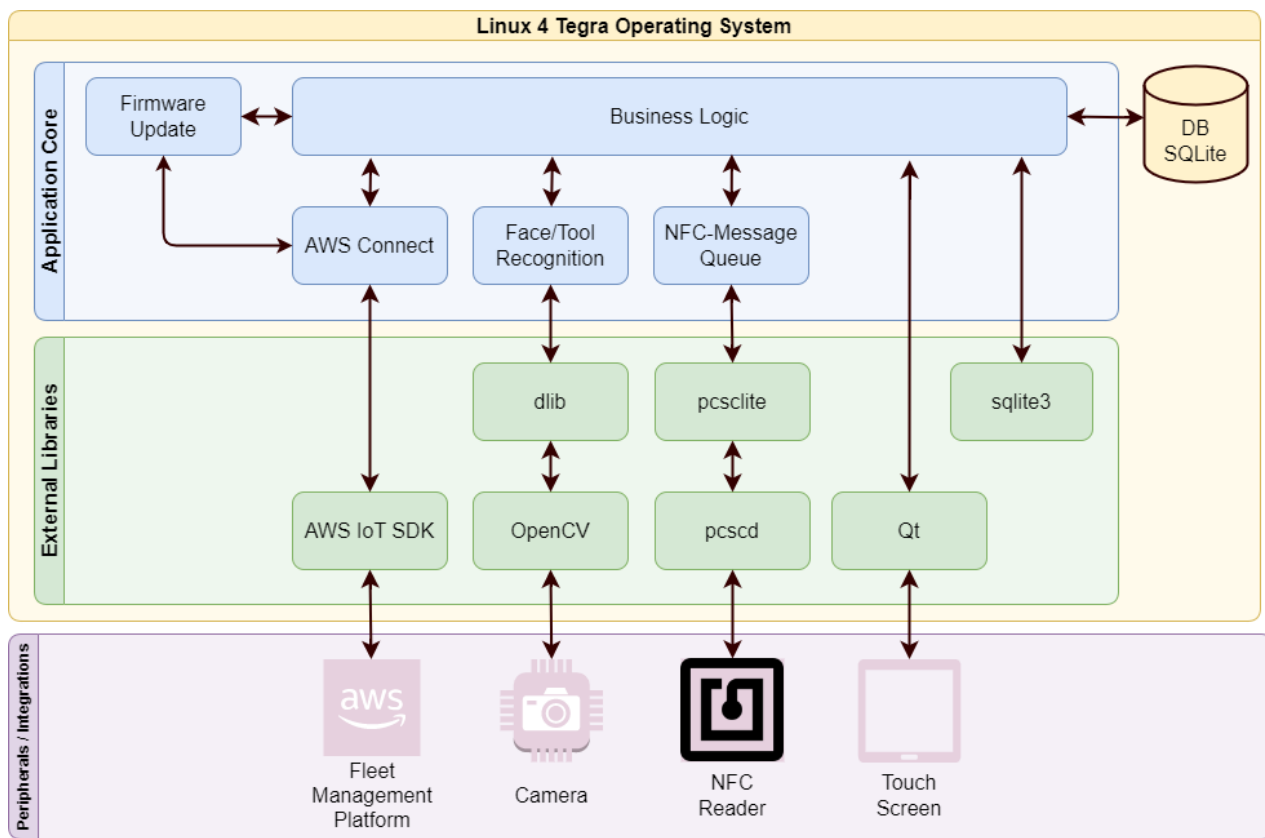 Linux 4 Tegra Operating System
Application Core
Firmware
Update
Business Logic
DB
SQLite
AWS Connect
Face/Tool
Recognition
NFC-Message
Queue
External Libraries
dlib
pcsclite
sqlite3
AWS IoT SDK
OpenCV
pcscd
Qt
Peripherals / Integrations
aws
Fleet
Management
Platform
Camera
NFC
Reader
Touch
Screen